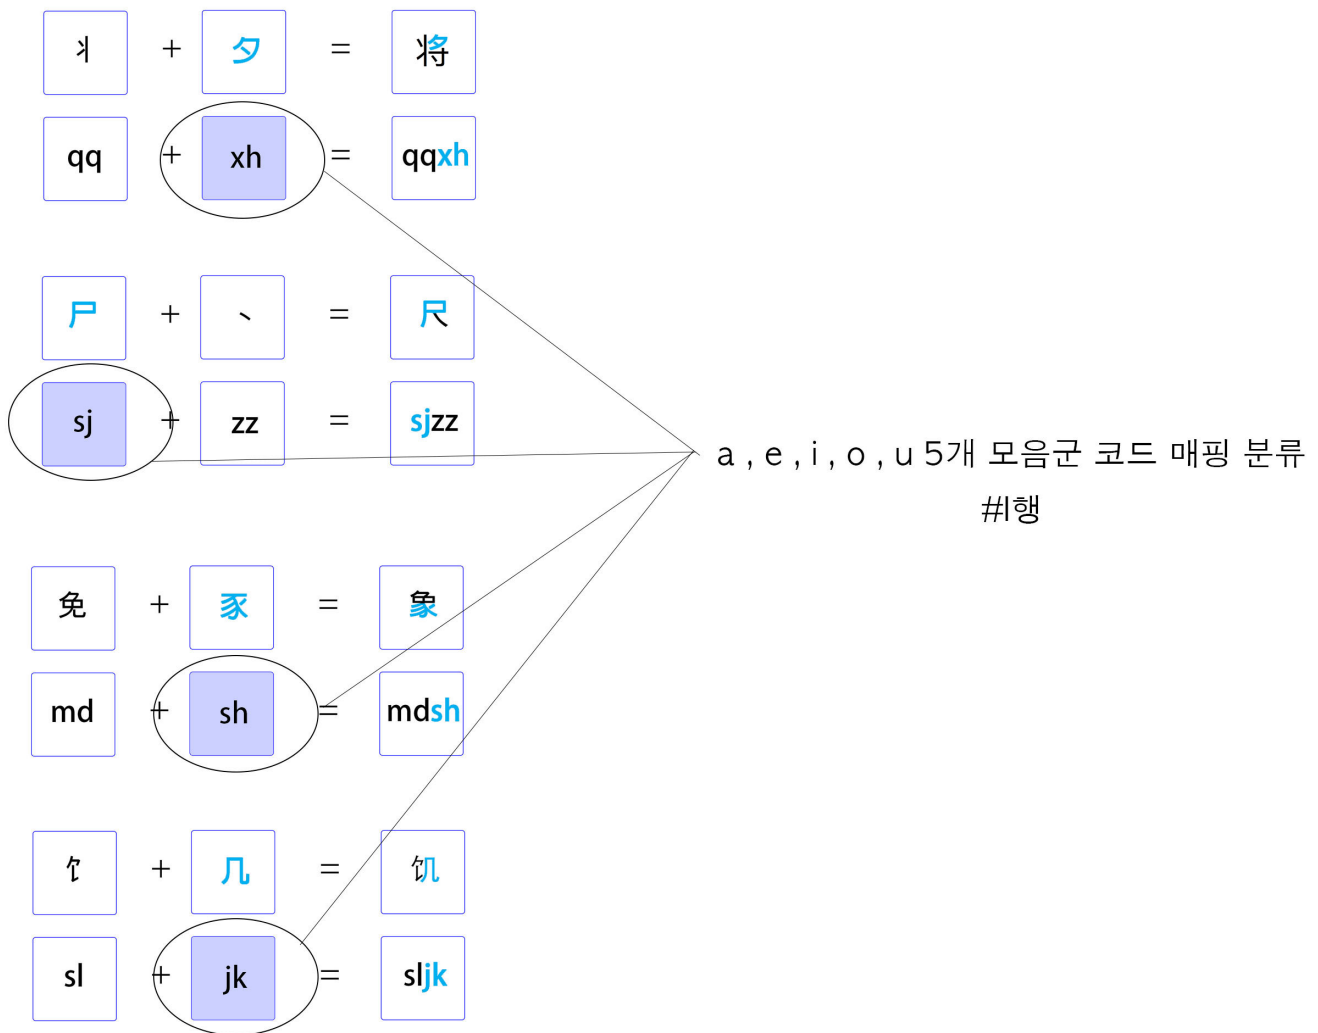 丬 + 夕 = 将
qq + xh = qqxh
尸 + 丶 = 尺
sj + zz = sjzz
a , e , i , o , u 5개 모음군 코드 매핑 분류
#I행
免 + 豕 = 象
md + sh = mdsh
饣 + 几 = 饥
sl + jk = sljk